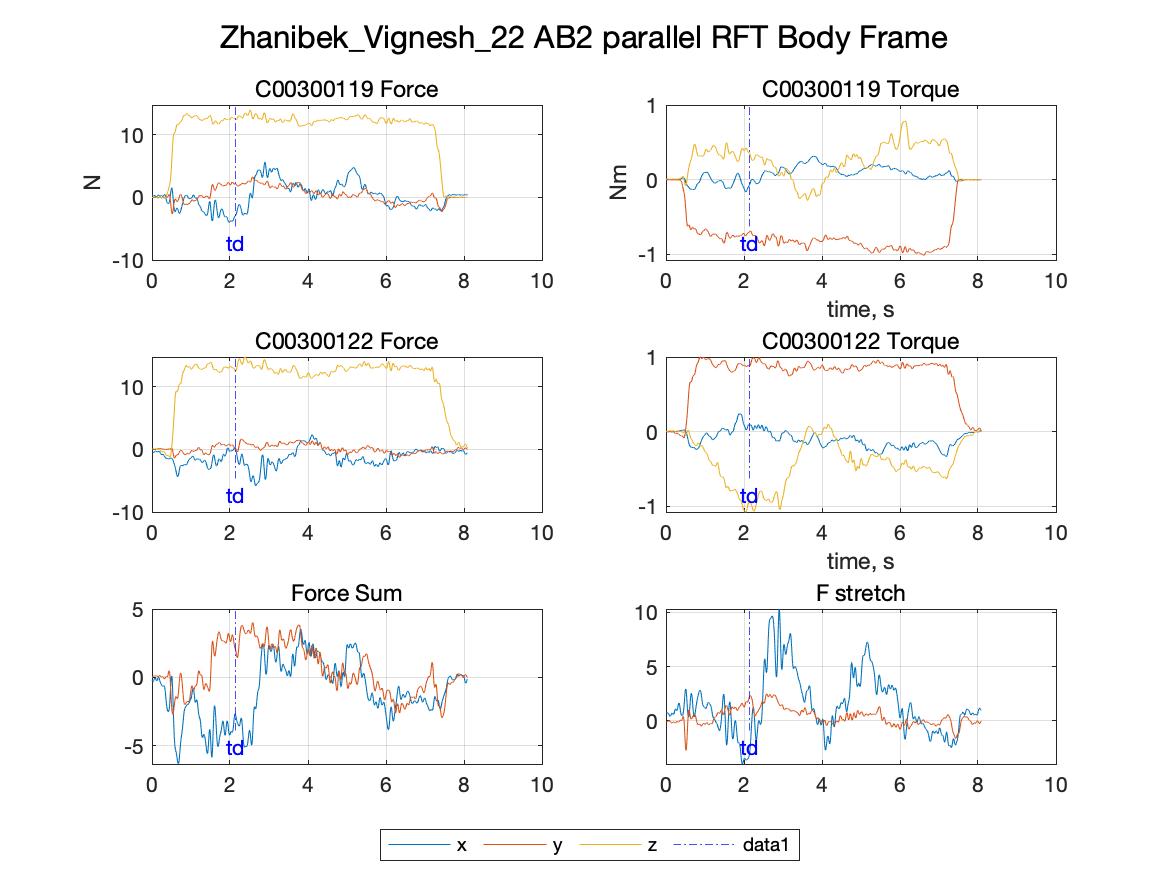 Zhanibek_Vignesh_22 AB2 parallel RFT Body Frame
C00300119 Force
N
10
0
-10
td
0 2 4 6 8 10
C00300119 Torque
Nm
1
0
-1
td
0 2 4 6 8 10
time, s
C00300122 Force
10
0
-10
td
0 2 4 6 8 10
C00300122 Torque
1
0
-1
td
0 2 4 6 8 10
time, s
Force Sum
5
0
-5
td
0 2 4 6 8 10
F stretch
10
5
0
td
0 2 4 6 8 10
x y z data1